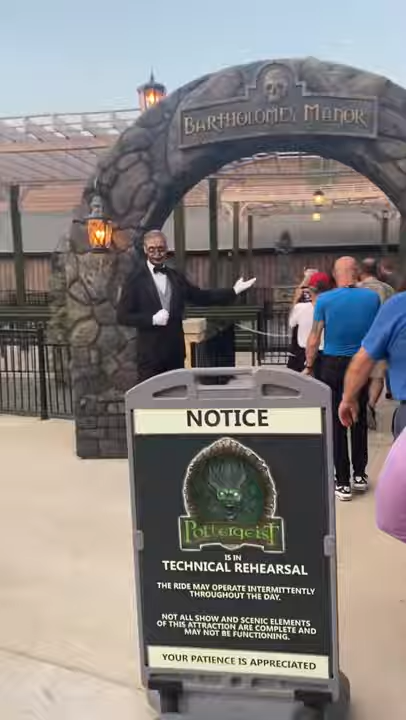 BARTHOLOMEW MANOR
NOTICE
POLTERGEIST
IS IN
TECHNICAL REHEARSAL
THE RIDE MAY OPERATE INTERMITTENTLY
THROUGHOUT THE DAY.
NOT ALL SHOW AND SCENIC ELEMENTS
OF THIS ATTRACTION ARE COMPLETE AND
MAY NOT BE FUNCTIONING.
YOUR PATIENCE IS APPRECIATED